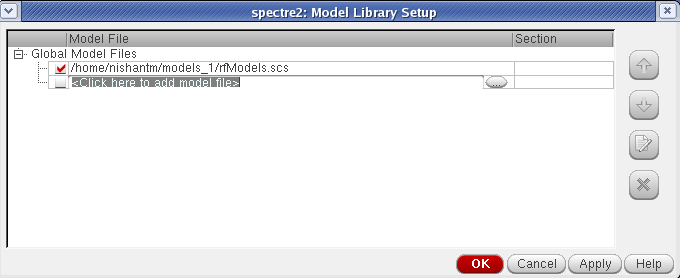 spectre2: Model Library Setup
Model File Section
Global Model Files
/home/nishantm/models_1/rfModels.scs
<Click here to add model file>
OK Cancel Apply Help